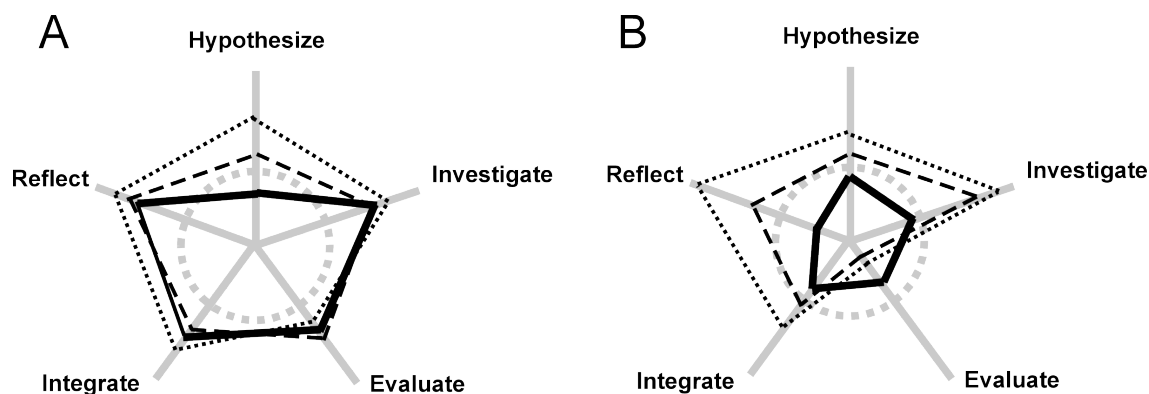 A
Hypothesize
Investigate
Reflect
Integrate
Evaluate
B
Hypothesize
Investigate
Reflect
Integrate
Evaluate